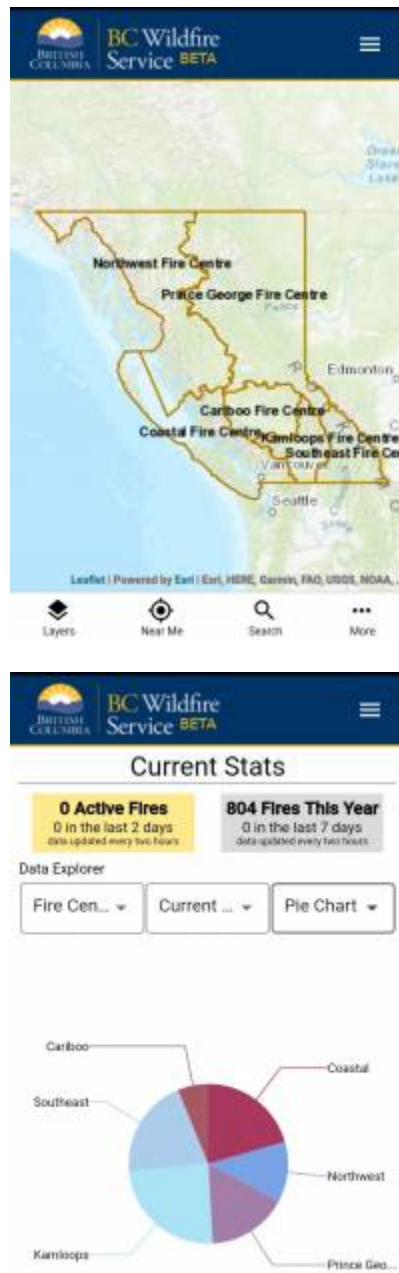 BRITISH
COLUMBIA
BC Wildfire
Service BETA
Northwest Fire Centre
Prince George Fire Centre
Edmonton
Cariboo Fire Centre
Coastal Fire Centre
Kamloops Fire Centre
Southeast Fire Ce
Vancouver
Seattle
Leaflet | Powered by Esri | Esri, HERE, Garmin, FAO, USGS, NOAA, ...
Layers
Near Me
Search
More
BRITISH
COLUMBIA
BC Wildfire
Service BETA
Current Stats
0 Active Fires
0 in the last 2 days
data updated every two hours
804 Fires This Year
0 in the last 7 days
data updated every two hours
Data Explorer
Fire Cen...
Current ...
Pie Chart
Cariboo
Coastal
Southeast
Northwest
Kamloops
Prince Geo...